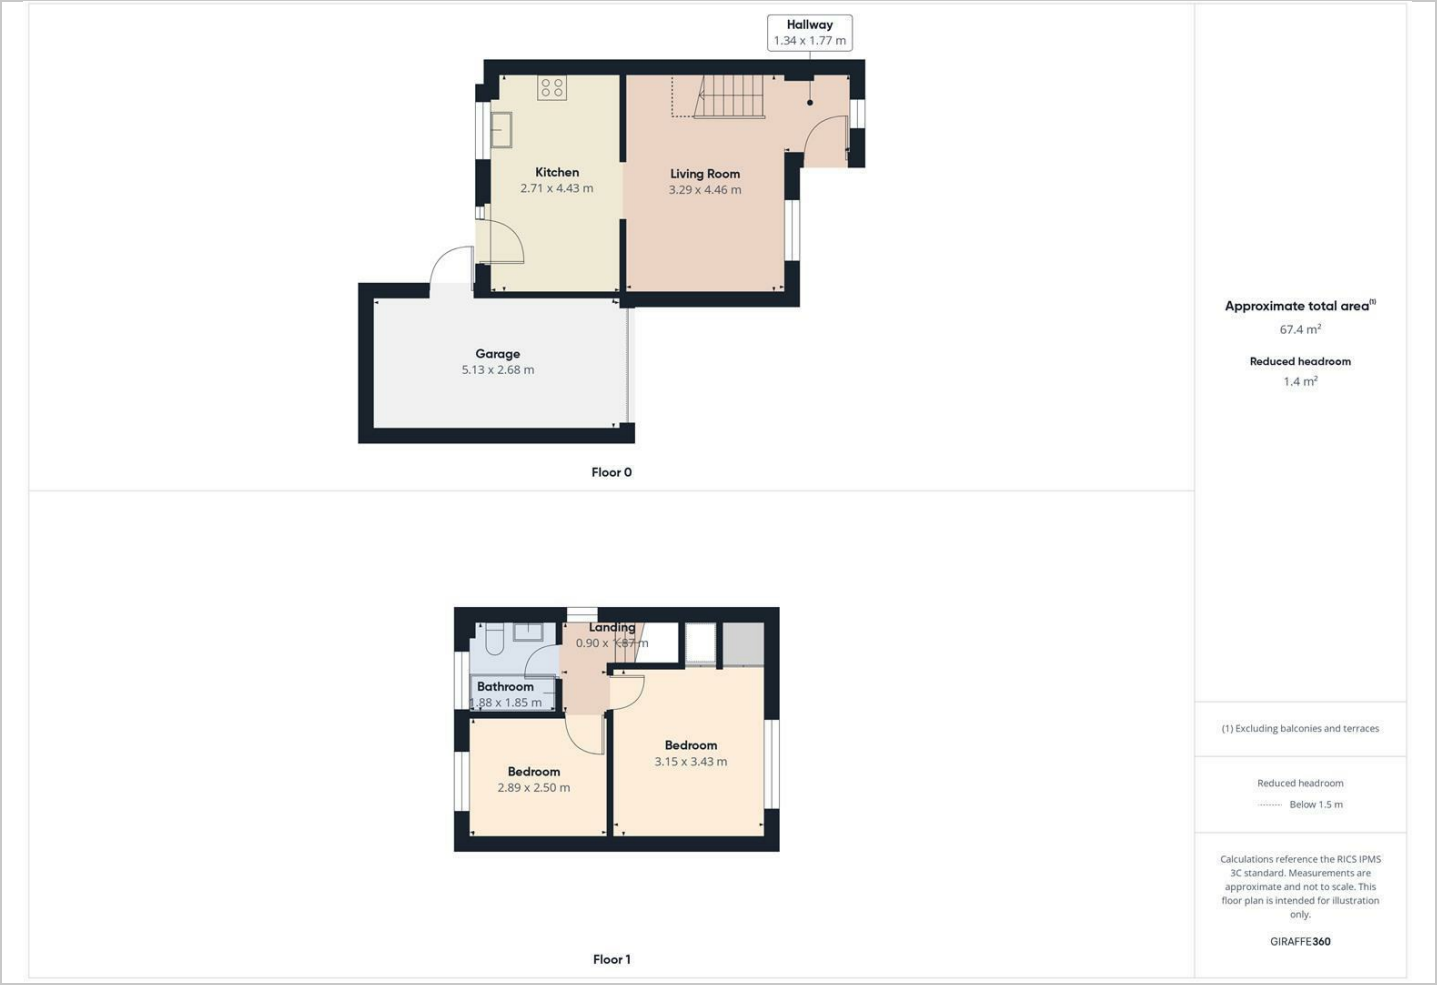 Hallway
1.34 x 1.77 m
Kitchen
2.71 x 4.43 m
Living Room
3.29 x 4.46 m
Garage
5.13 x 2.68 m
Floor 0
Approximate total area(1)
67.4 m²
Reduced headroom
1.4 m²
Landing
0.90 x 1.87 m
Bathroom
1.88 x 1.85 m
Bedroom
3.15 x 3.43 m
Bedroom
2.89 x 2.50 m
Floor 1
(1) Excluding balconies and terraces
Reduced headroom
Below 1.5 m
Calculations reference the RICS IPMS
3C standard. Measurements are
approximate and not to scale. This
floor plan is intended for illustration
only.
GIRAFFE360